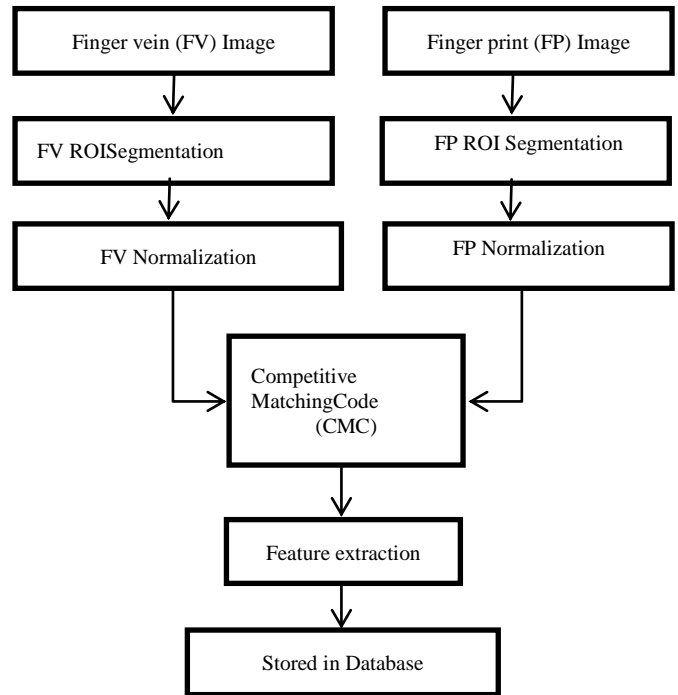 Finger vein (FV) Image
Finger print (FP) Image
FV ROISegmentation
FP ROI Segmentation
FV Normalization
FP Normalization
Competitive
MatchingCode
(CMC)
Feature extraction
Stored in Database